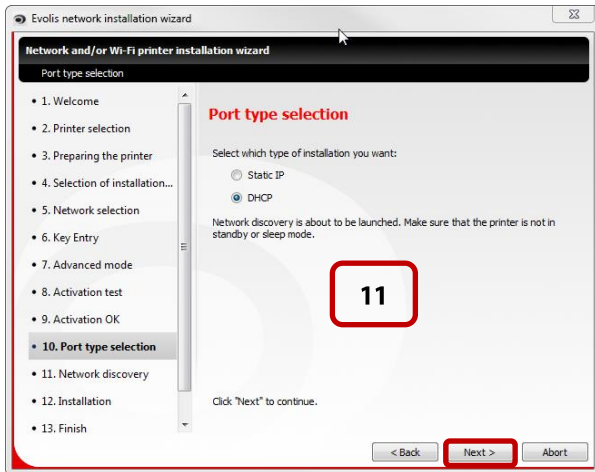 Evolis network installation wizard
Network and/or Wi-Fi printer installation wizard
Port type selection
• 1. Welcome
• 2. Printer selection
• 3. Preparing the printer
• 4. Selection of installation...
• 5. Network selection
• 6. Key Entry
• 7. Advanced mode
• 8. Activation test
• 9. Activation OK
• 10. Port type selection
• 11. Network discovery
• 12. Installation
• 13. Finish
Port type selection
Select which type of installation you want:
Static IP
DHCP
Network discovery is about to be launched. Make sure that the printer is not in
standby or sleep mode.
11
Click "Next" to continue.
< Back Next > Abort